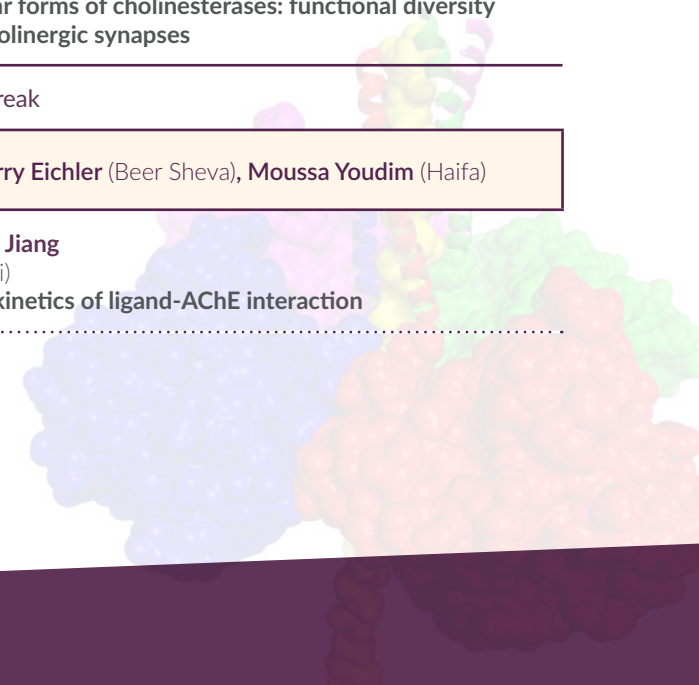 ar forms of cholinesterases: functional diversity
olinergic synapses
reak
rry Eichler (Beer Sheva), Moussa Youdim (Haifa)
Jiang
i)
kinetics of ligand-AChE interaction